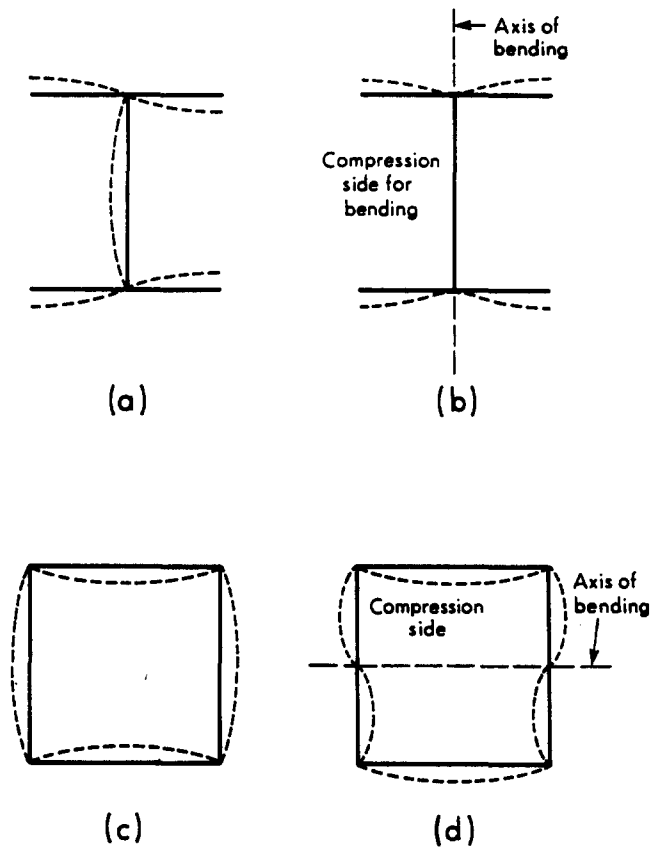 Axis of
bending
Compression
side for
bending
(a)
(b)
Compression
side
Axis of
bending
(c)
(d)